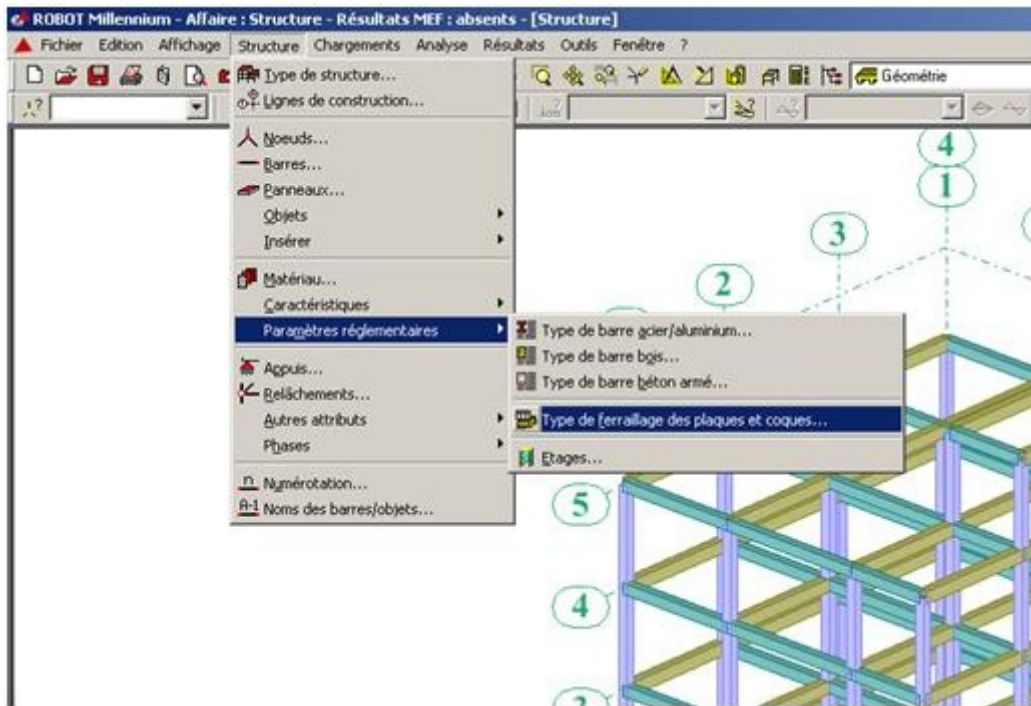 ROBOT Millennium - Affaire : Structure - Résultats MEF : absents - [Structure]
Fichier Edition Affichage Structure Chargements Analyse Résultats Outils Fenêtre ?
Géométrie
Type de structure...
Lignes de construction...
Noeuds...
Barres...
Panneaux...
Objets
Insérer
Matériau...
Caractéristiques
Paramètres réglementaires
Appuis...
Relâchements...
Autres attributs
Phases
Numérotation...
Noms des barres/objets...
Type de barre acier/aluminium...
Type de barre bois...
Type de barre béton armé...
Type de ferraillage des plaques et coques...
Etages...
4
1
3
2
5
4
3